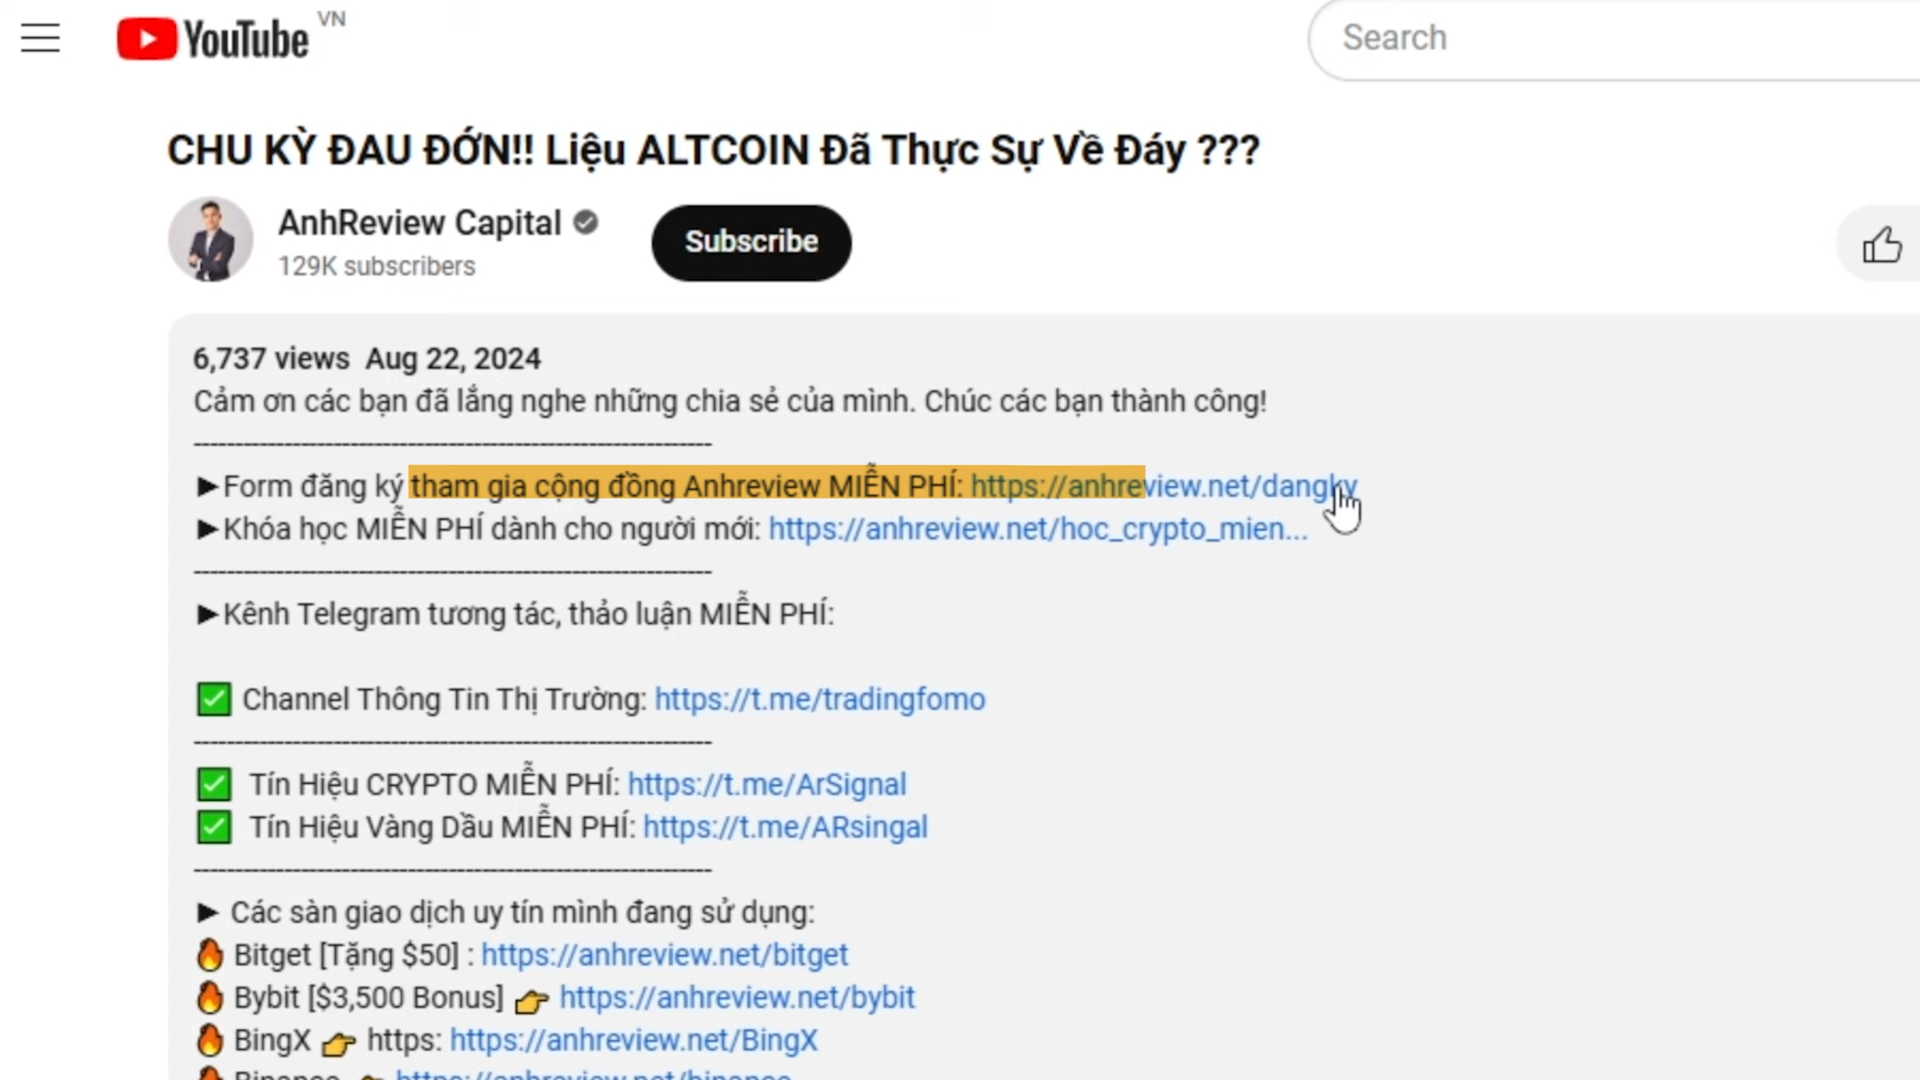 YouTube VN
Search
CHU KỲ ĐAU ĐỚN!! Liệu ALTCOIN Đã Thực Sự Về Đáy ???
AnhReview Capital
129K subscribers
Subscribe
6,737 views Aug 22, 2024
Cảm ơn các bạn đã lắng nghe những chia sẻ của mình. Chúc các bạn thành công!
---------------------------------------------------------------
►Form đăng ký tham gia cộng đồng Anhreview MIỄN PHÍ: https://anhreview.net/dangky
►Khóa học MIỄN PHÍ dành cho người mới: https://anhreview.net/hoc_crypto_mien...
---------------------------------------------------------------
►Kênh Telegram tương tác, thảo luận MIỄN PHÍ:
✅ Channel Thông Tin Thị Trường: https://t.me/tradingfomo
---------------------------------------------------------------
✅ Tín Hiệu CRYPTO MIỄN PHÍ: https://t.me/ArSignal
✅ Tín Hiệu Vàng Dầu MIỄN PHÍ: https://t.me/ARsingal
---------------------------------------------------------------
► Các sàn giao dịch uy tín mình đang sử dụng:
🔥 Bitget [Tặng $50] : https://anhreview.net/bitget
🔥 Bybit [$3,500 Bonus] 👉 https://anhreview.net/bybit
🔥 BingX 👉 https: https://anhreview.net/BingX
🔥 Binance 👉 https://anhreview.net/binance